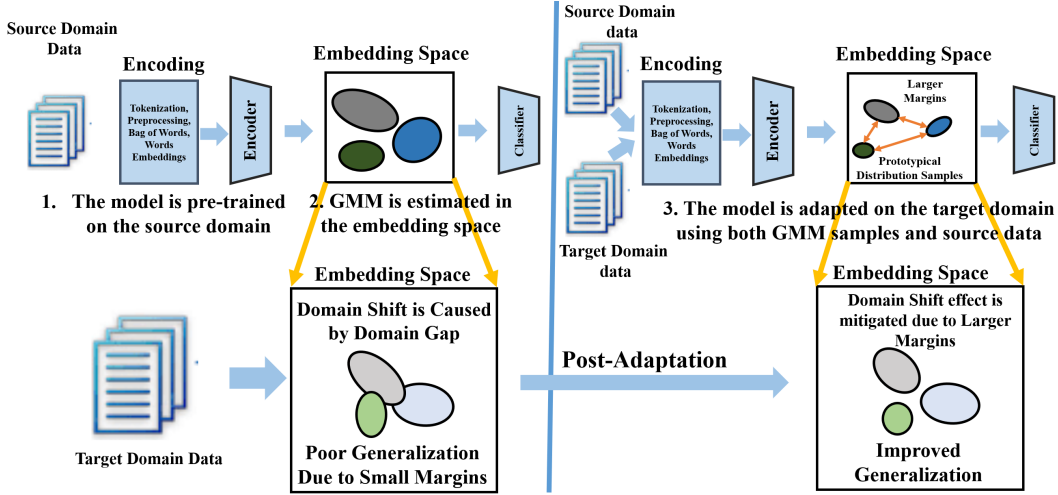 Source Domain
Data
Encoding
Tokenization,
Preprocessing,
Bag of Words,
Words
Embeddings
Encoder
Embedding Space
Classifier
1. The model is pre-trained
on the source domain
2. GMM is estimated in
the embedding space
Embedding Space
Domain Shift is Caused
by Domain Gap
Poor Generalization
Due to Small Margins
Target Domain Data
Source Domain
data
Encoding
Tokenization,
Preprocessing,
Bag of Words,
Words
Embeddings
Target Domain
data
Encoder
Embedding Space
Larger
Margins
Prototypical
Distribution Samples
Classifier
3. The model is adapted on the target domain
using both GMM samples and source data
Post-Adaptation
Embedding Space
Domain Shift effect is
mitigated due to Larger
Margins
Improved
Generalization